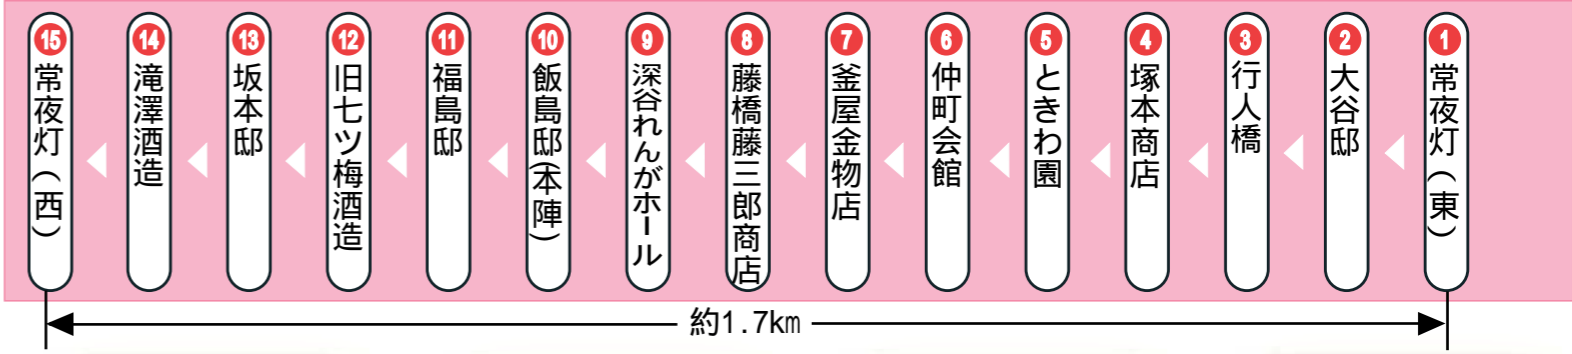 1 常夜灯(東)
2 大谷邸
3 行人橋
4 塚本商店
5 ときわ園
6 仲町会館
7 釜屋金物店
8 藤橋藤三郎商店
9 深谷れんがホール
10 飯島邸(本陣)
11 福島邸
12 旧七ツ梅酒造
13 坂本邸
14 滝澤酒造
15 常夜灯(西)
約1.7km